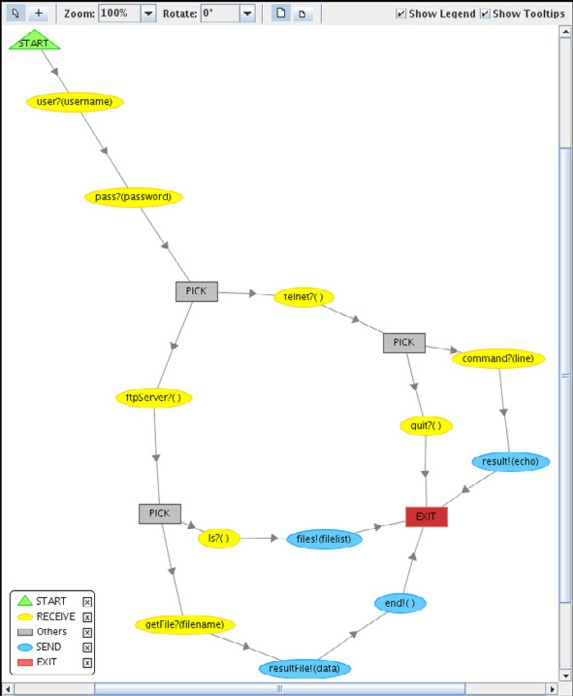 Zoom: 100% Rotate: 0° Show Legend Show Tooltips
START
user?(username)
pass?(password)
PICK
telnet?( )
PICK
command?(line)
ftpServer?( )
quit?( )
result!(echo)
PICK
EXIT
ls?( )
files!(filelist)
end!( )
getFile?(filename)
resultFile!(data)
START
RECEIVE
Others
SEND
EXIT